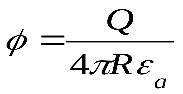 ϕ = Q / 4πRε_a